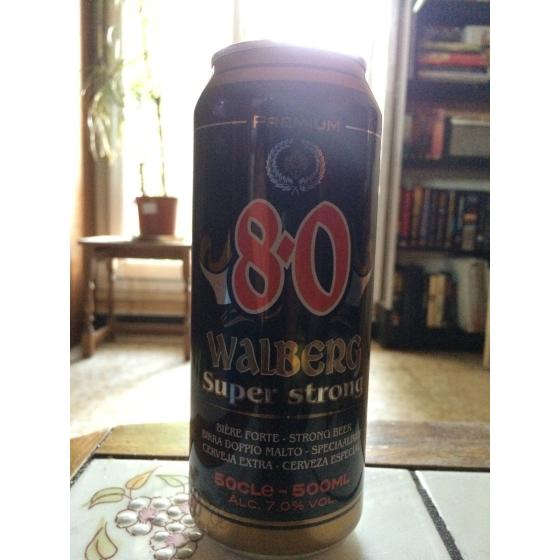 PREMIUM
8·0
WALBERG
Super strong
BIÈRE FORTE - STRONG BEER
BIRRA DOPPIO MALTO -
CERVEJA EXTRA - CERVEZA ESPECIAL
50CLe - 500ML
ALC. 7.0% VOL